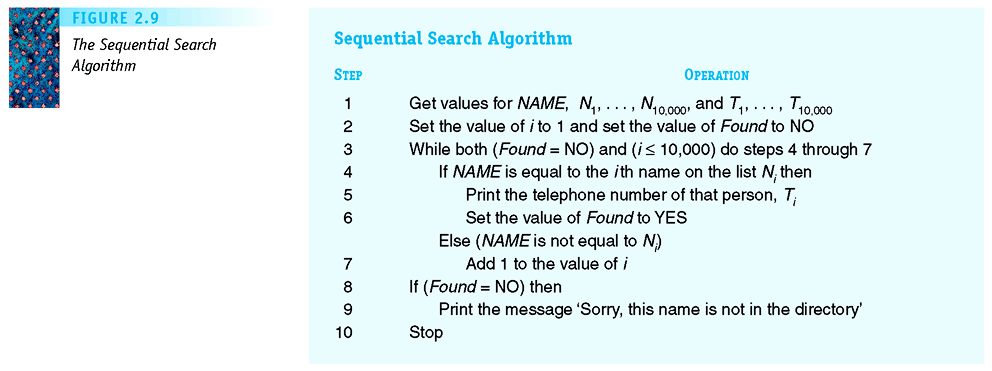 FIGURE 2.9
The Sequential Search
Algorithm
Sequential Search Algorithm
STEP OPERATION
1 Get values for NAME, N1, . . . , N10,000, and T1, . . . , T10,000
2 Set the value of i to 1 and set the value of Found to NO
3 While both (Found = NO) and (i ≤ 10,000) do steps 4 through 7
4 If NAME is equal to the ith name on the list Ni then
5 Print the telephone number of that person, Ti
6 Set the value of Found to YES
Else (NAME is not equal to Ni)
7 Add 1 to the value of i
8 If (Found = NO) then
9 Print the message ‘Sorry, this name is not in the directory’
10 Stop